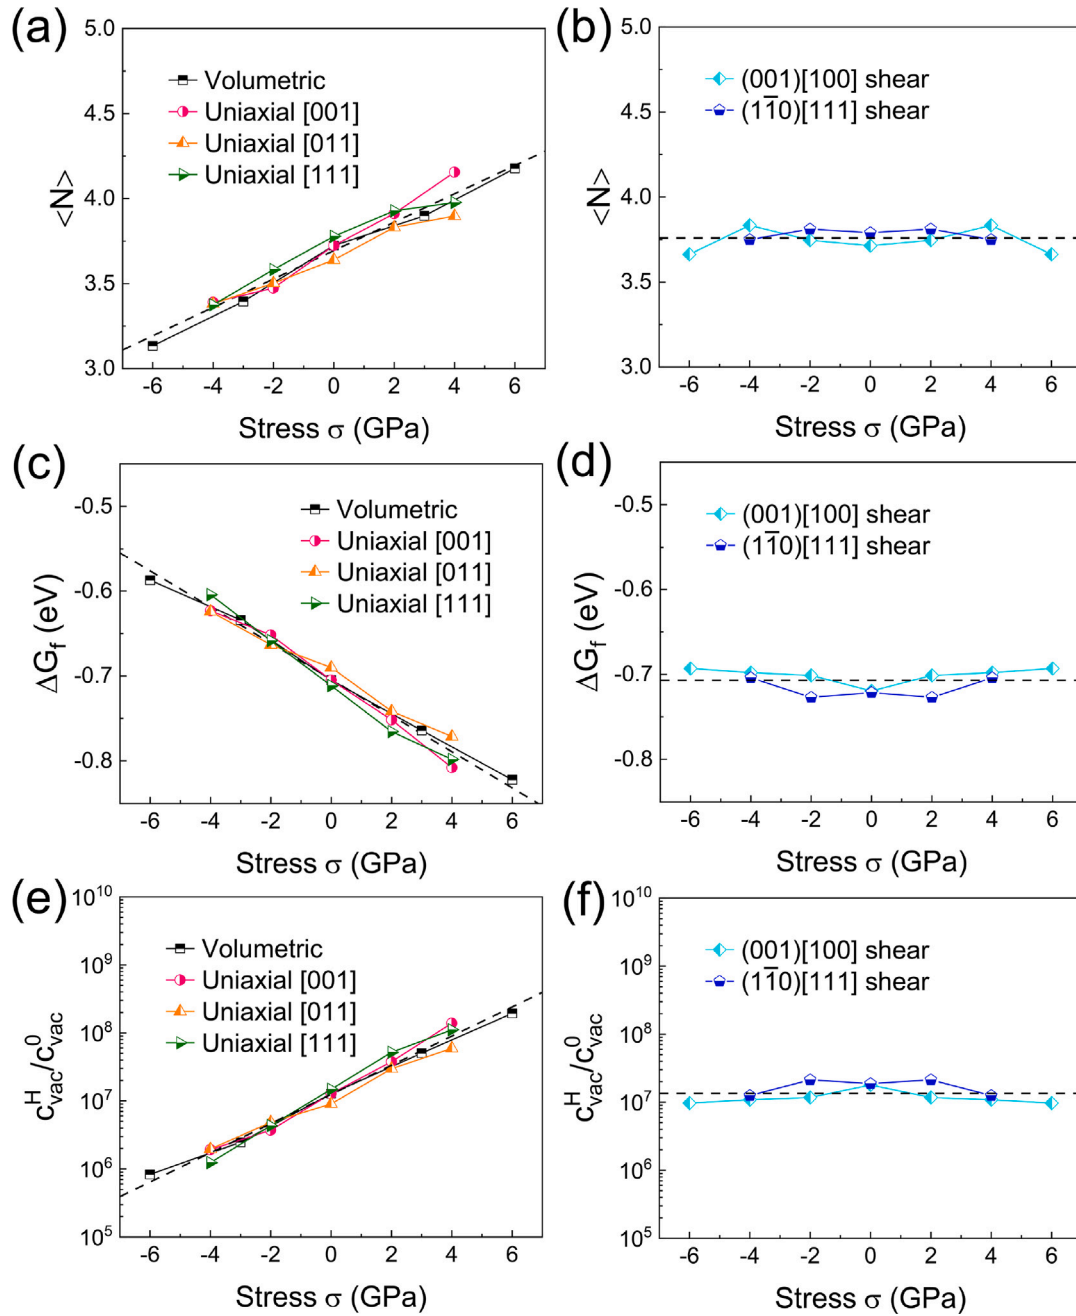 (a)
5.0
4.5
4.0
3.5
3.0
<N>
Volumetric
Uniaxial [001]
Uniaxial [011]
Uniaxial [111]
-6 -4 -2 0 2 4 6
Stress σ (GPa)
(b)
5.0
4.5
4.0
3.5
3.0
<N>
(001)[100] shear
(11̅0)[111] shear
-6 -4 -2 0 2 4 6
Stress σ (GPa)
(c)
-0.5
-0.6
-0.7
-0.8
ΔG_f (eV)
Volumetric
Uniaxial [001]
Uniaxial [011]
Uniaxial [111]
-6 -4 -2 0 2 4 6
Stress σ (GPa)
(d)
-0.5
-0.6
-0.7
-0.8
ΔG_f (eV)
(001)[100] shear
(11̅0)[111] shear
-6 -4 -2 0 2 4 6
Stress σ (GPa)
(e)
10^10
10^9
10^8
10^7
10^6
10^5
c^H_vac/c^0_vac
Volumetric
Uniaxial [001]
Uniaxial [011]
Uniaxial [111]
-6 -4 -2 0 2 4 6
Stress σ (GPa)
(f)
10^10
10^9
10^8
10^7
10^6
10^5
c^H_vac/c^0_vac
(001)[100] shear
(11̅0)[111] shear
-6 -4 -2 0 2 4 6
Stress σ (GPa)